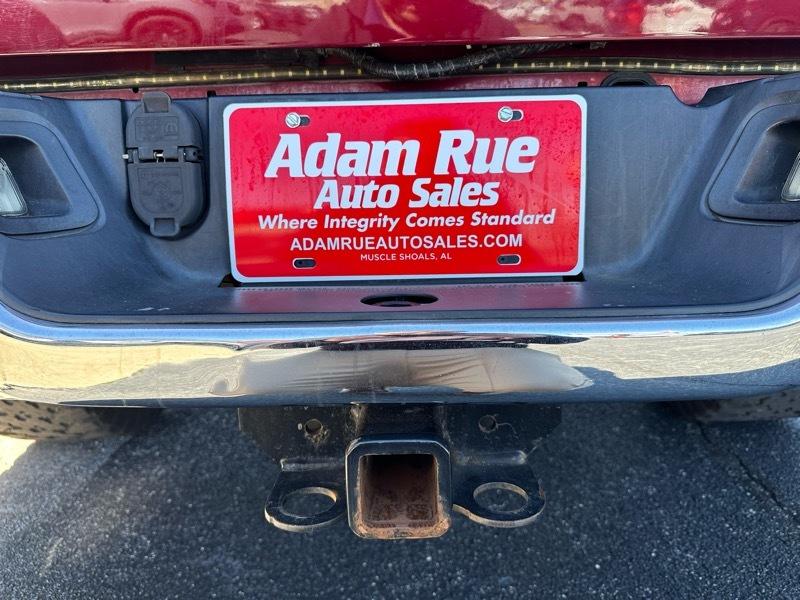 Adam Rue
Auto Sales
Where Integrity Comes Standard
ADAMRUEAUTOSALES.COM
MUSCLE SHOALS, AL